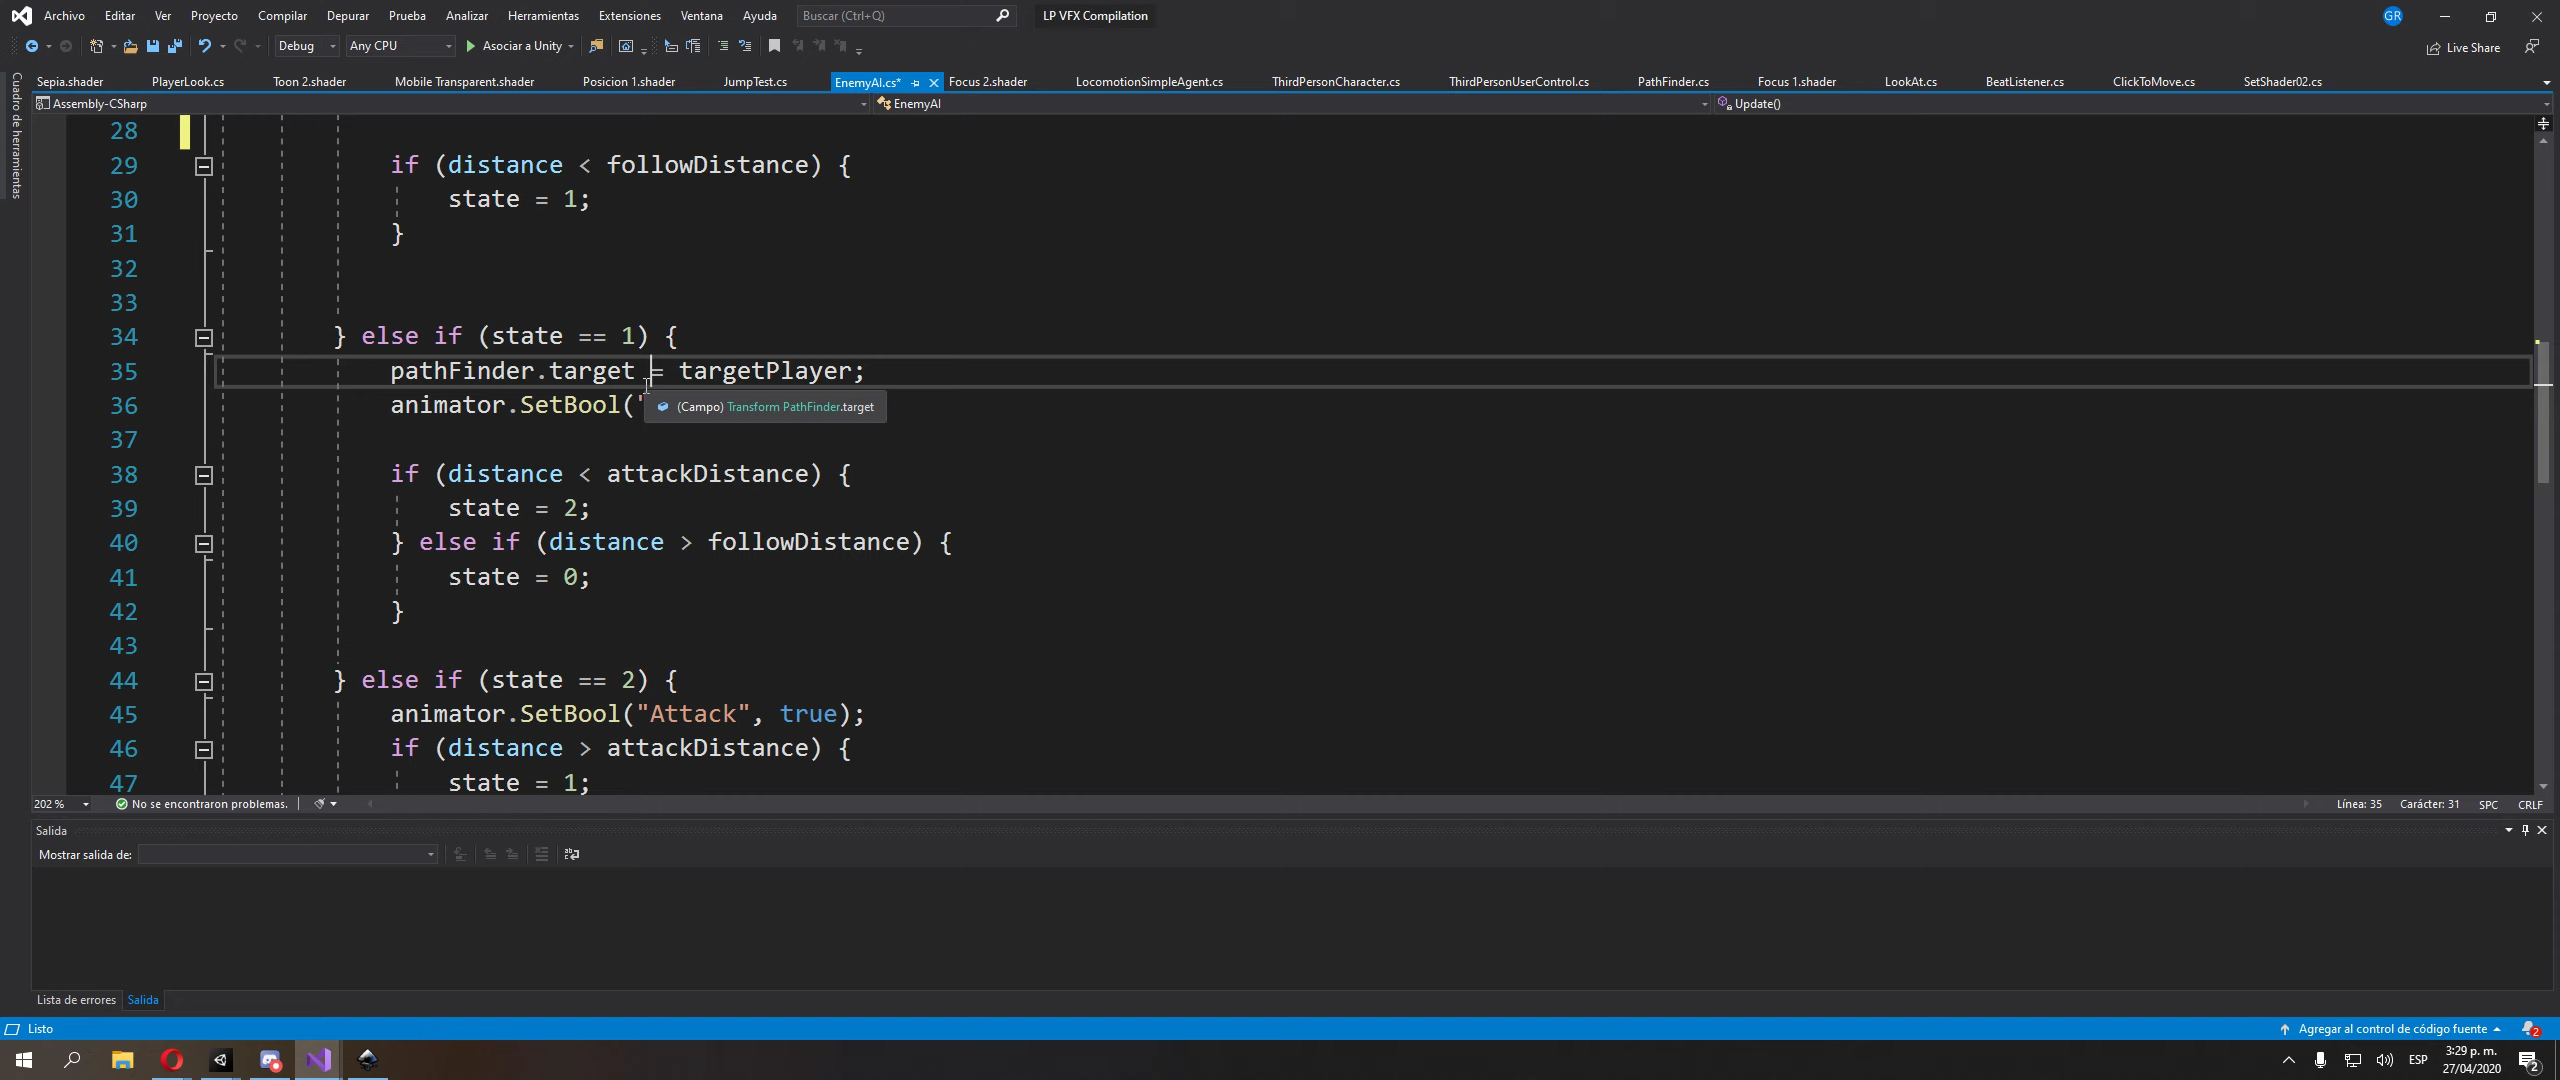 Archivo Editar Ver Proyecto Compilar Depurar Prueba Analizar Herramientas Extensiones Ventana Ayuda Buscar (Ctrl+Q) LP VFX Compilation GR
Debug Any CPU Asociar a Unity Live Share
Cuadro de herramientas
Sepia.shader PlayerLook.cs Toon 2.shader Mobile Transparent.shader Posicion 1.shader JumpTest.cs EnemyAI.cs* Focus 2.shader LocomotionSimpleAgent.cs ThirdPersonCharacter.cs ThirdPersonUserControl.cs PathFinder.cs Focus 1.shader LookAt.cs BeatListener.cs ClickToMove.cs SetShader02.cs
Assembly-CSharp EnemyAI Update()
28
29 if (distance < followDistance) {
30 state = 1;
31 }
32
33
34 } else if (state == 1) {
35 pathFinder.target = targetPlayer;
36 animator.SetBool("
(Campo) Transform PathFinder.target
37
38 if (distance < attackDistance) {
39 state = 2;
40 } else if (distance > followDistance) {
41 state = 0;
42 }
43
44 } else if (state == 2) {
45 animator.SetBool("Attack", true);
46 if (distance > attackDistance) {
47 state = 1;
202 % No se encontraron problemas. Línea: 35 Carácter: 31 SPC CRLF
Salida
Mostrar salida de:
Lista de errores Salida
Listo Agregar al control de código fuente 2
ESP 3:29 p. m. 27/04/2020 2